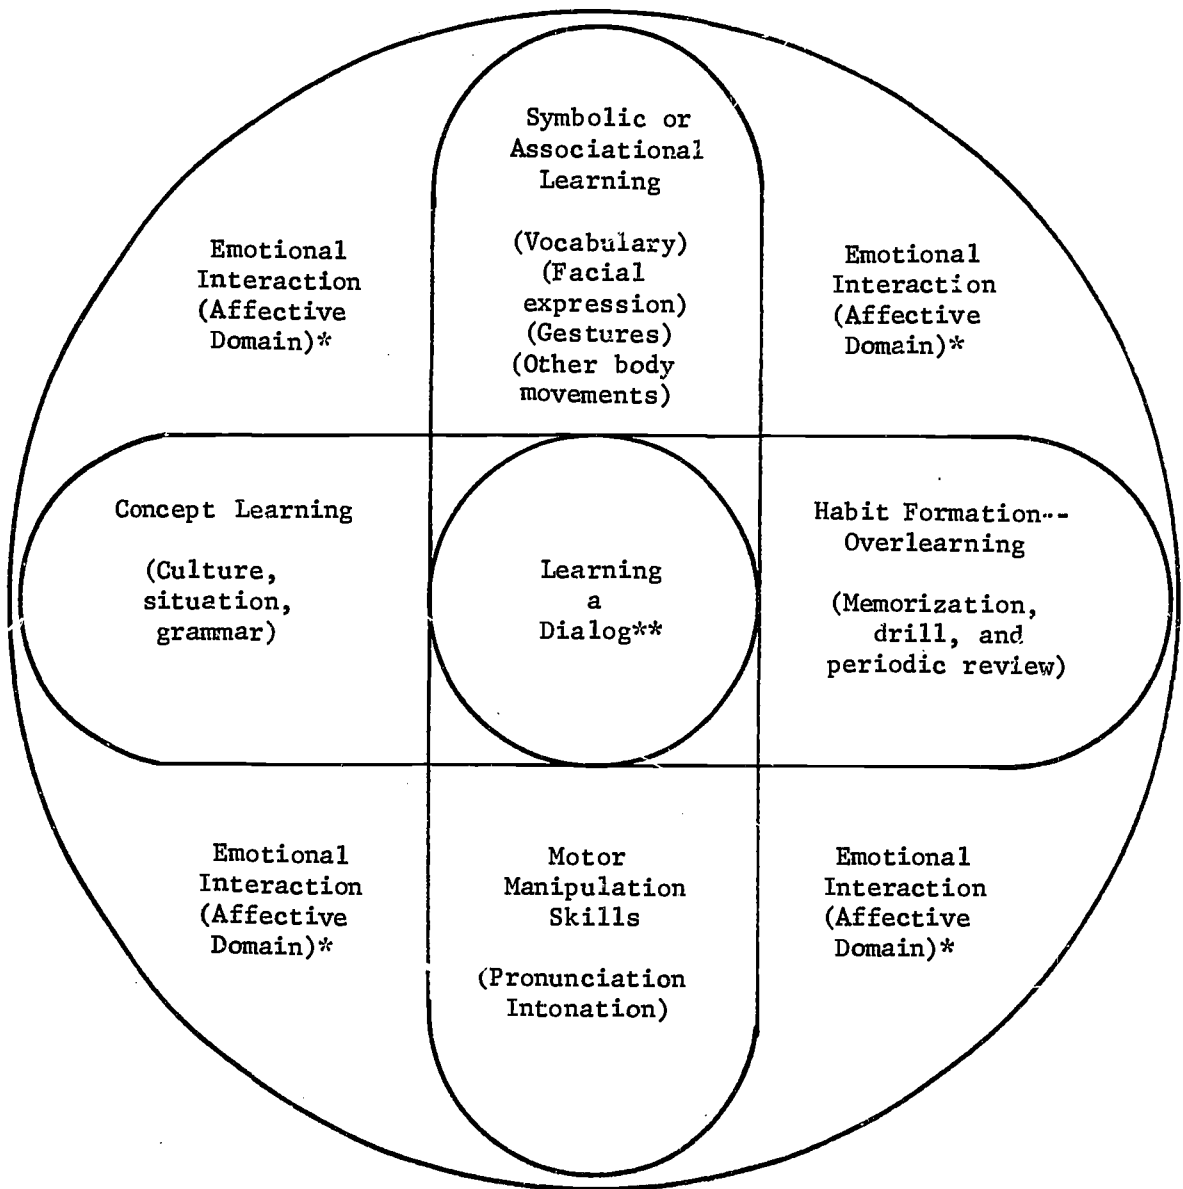 Symbolic or
Associational
Learning
(Vocabulary)
(Facial
expression)
(Gestures)
(Other body
movements)
Emotional
Interaction
(Affective
Domain)*
Emotional
Interaction
(Affective
Domain)*
Concept Learning
(Culture,
situation,
grammar)
Learning
a
Dialog**
Habit Formation--
Overlearning
(Memorization,
drill, and
periodic review)
Emotional
Interaction
(Affective
Domain)*
Motor
Manipulation
Skills
(Pronunciation
Intonation)
Emotional
Interaction
(Affective
Domain)*